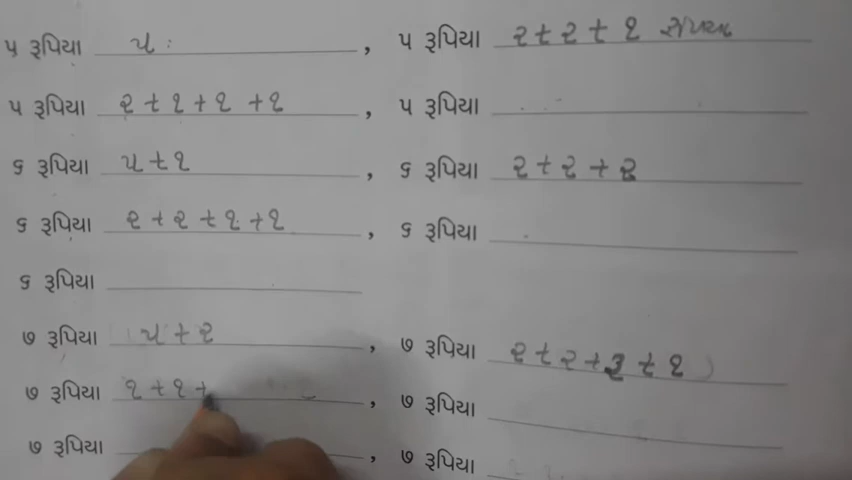 ૫ રૂપિયા ૫ , ૫ રૂપિયા ૨ + ૨ + ૧
૫ રૂપિયા ૨ + ૧ + ૧ + ૧ , ૫ રૂપિયા
૬ રૂપિયા ૫ + ૧ , ૬ રૂપિયા ૨ + ૨ + ૨
૬ રૂપિયા ૨ + ૨ + ૧ + ૧ , ૬ રૂપિયા
૬ રૂપિયા
૭ રૂપિયા ૫ + ૨ , ૭ રૂપિયા ૨ + ૨ + ૨ + ૧
૭ રૂપિયા ૧ + ૧ + , ૭ રૂપિયા
૭ રૂપિયા , ૭ રૂપિયા